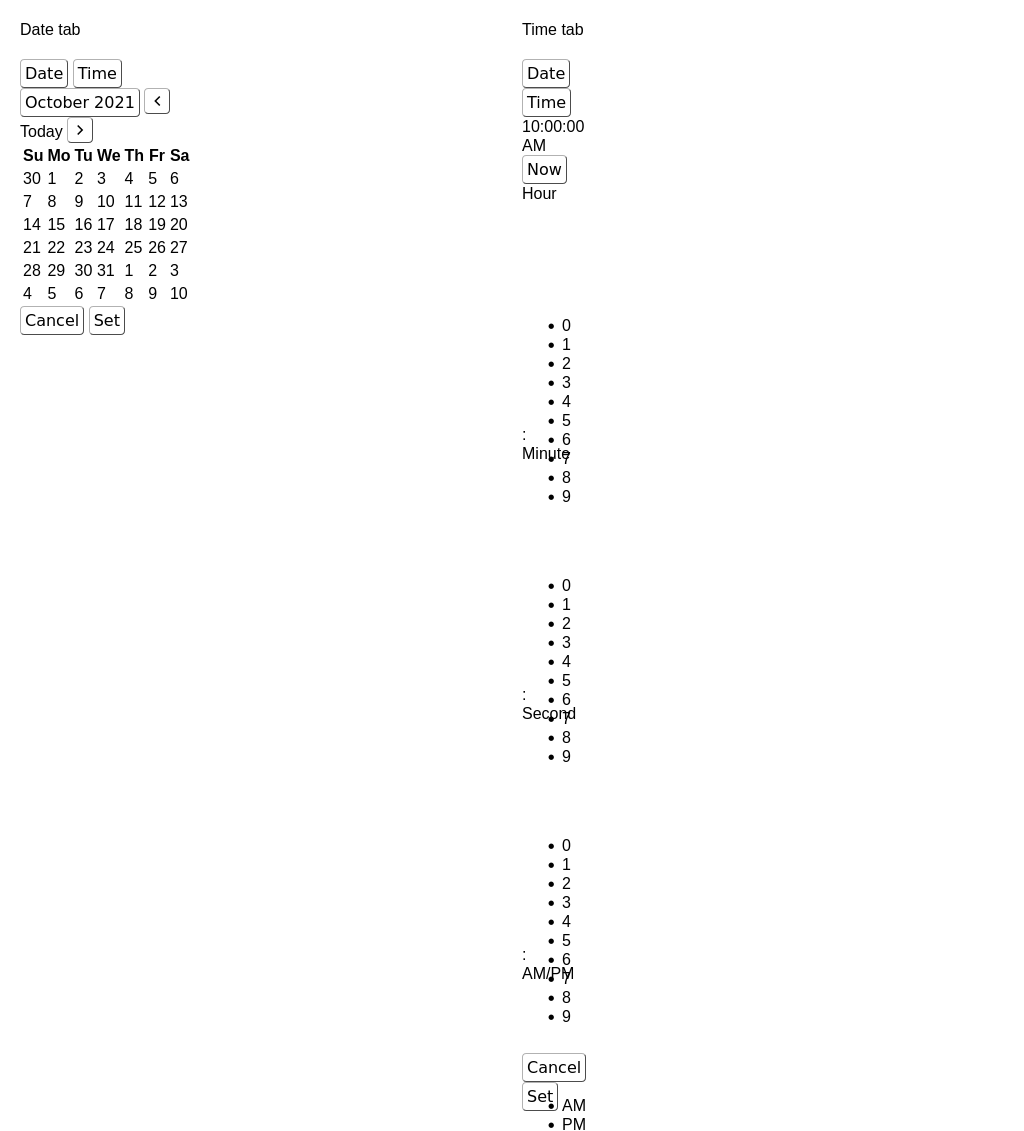 Date tab
Date Time
October 2021
Today
Su Mo Tu We Th Fr Sa
30 1 2 3 4 5 6
7 8 9 10 11 12 13
14 15 16 17 18 19 20
21 22 23 24 25 26 27
28 29 30 31 1 2 3
4 5 6 7 8 9 10
Cancel Set
Time tab
Date
Time
10:00:00
AM
Now
Hour
0
1
2
3
4
5
:
6
Minute
7
8
9
0
1
2
3
4
5
:
6
Second
7
8
9
0
1
2
3
4
5
:
6
AM/PM
7
8
9
Cancel
Set
AM
PM